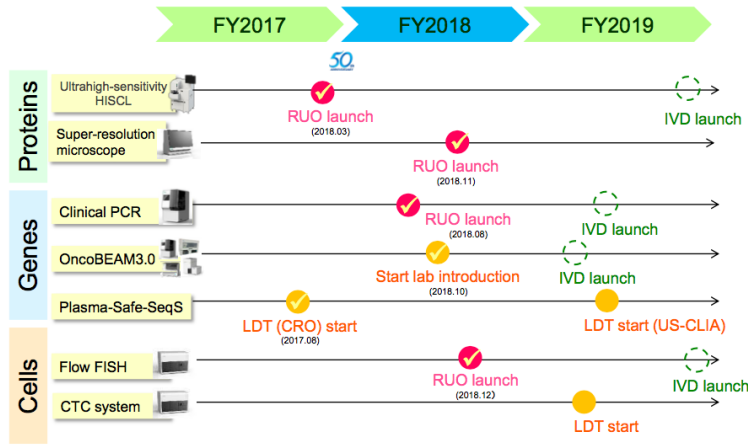 FY2017
FY2018
FY2019
50th
Proteins
Ultrahigh-sensitivity
HISCL
RUO launch
(2018.03)
IVD launch
Super-resolution
microscope
RUO launch
(2018.11)
Genes
Clinical PCR
RUO launch
(2018.08)
IVD launch
OncoBEAM3.0
Start lab introduction
(2018.10)
IVD launch
Plasma-Safe-SeqS
LDT (CRO) start
(2017.08)
LDT start (US-CLIA)
Cells
Flow FISH
RUO launch
(2018.12)
IVD launch
CTC system
LDT start